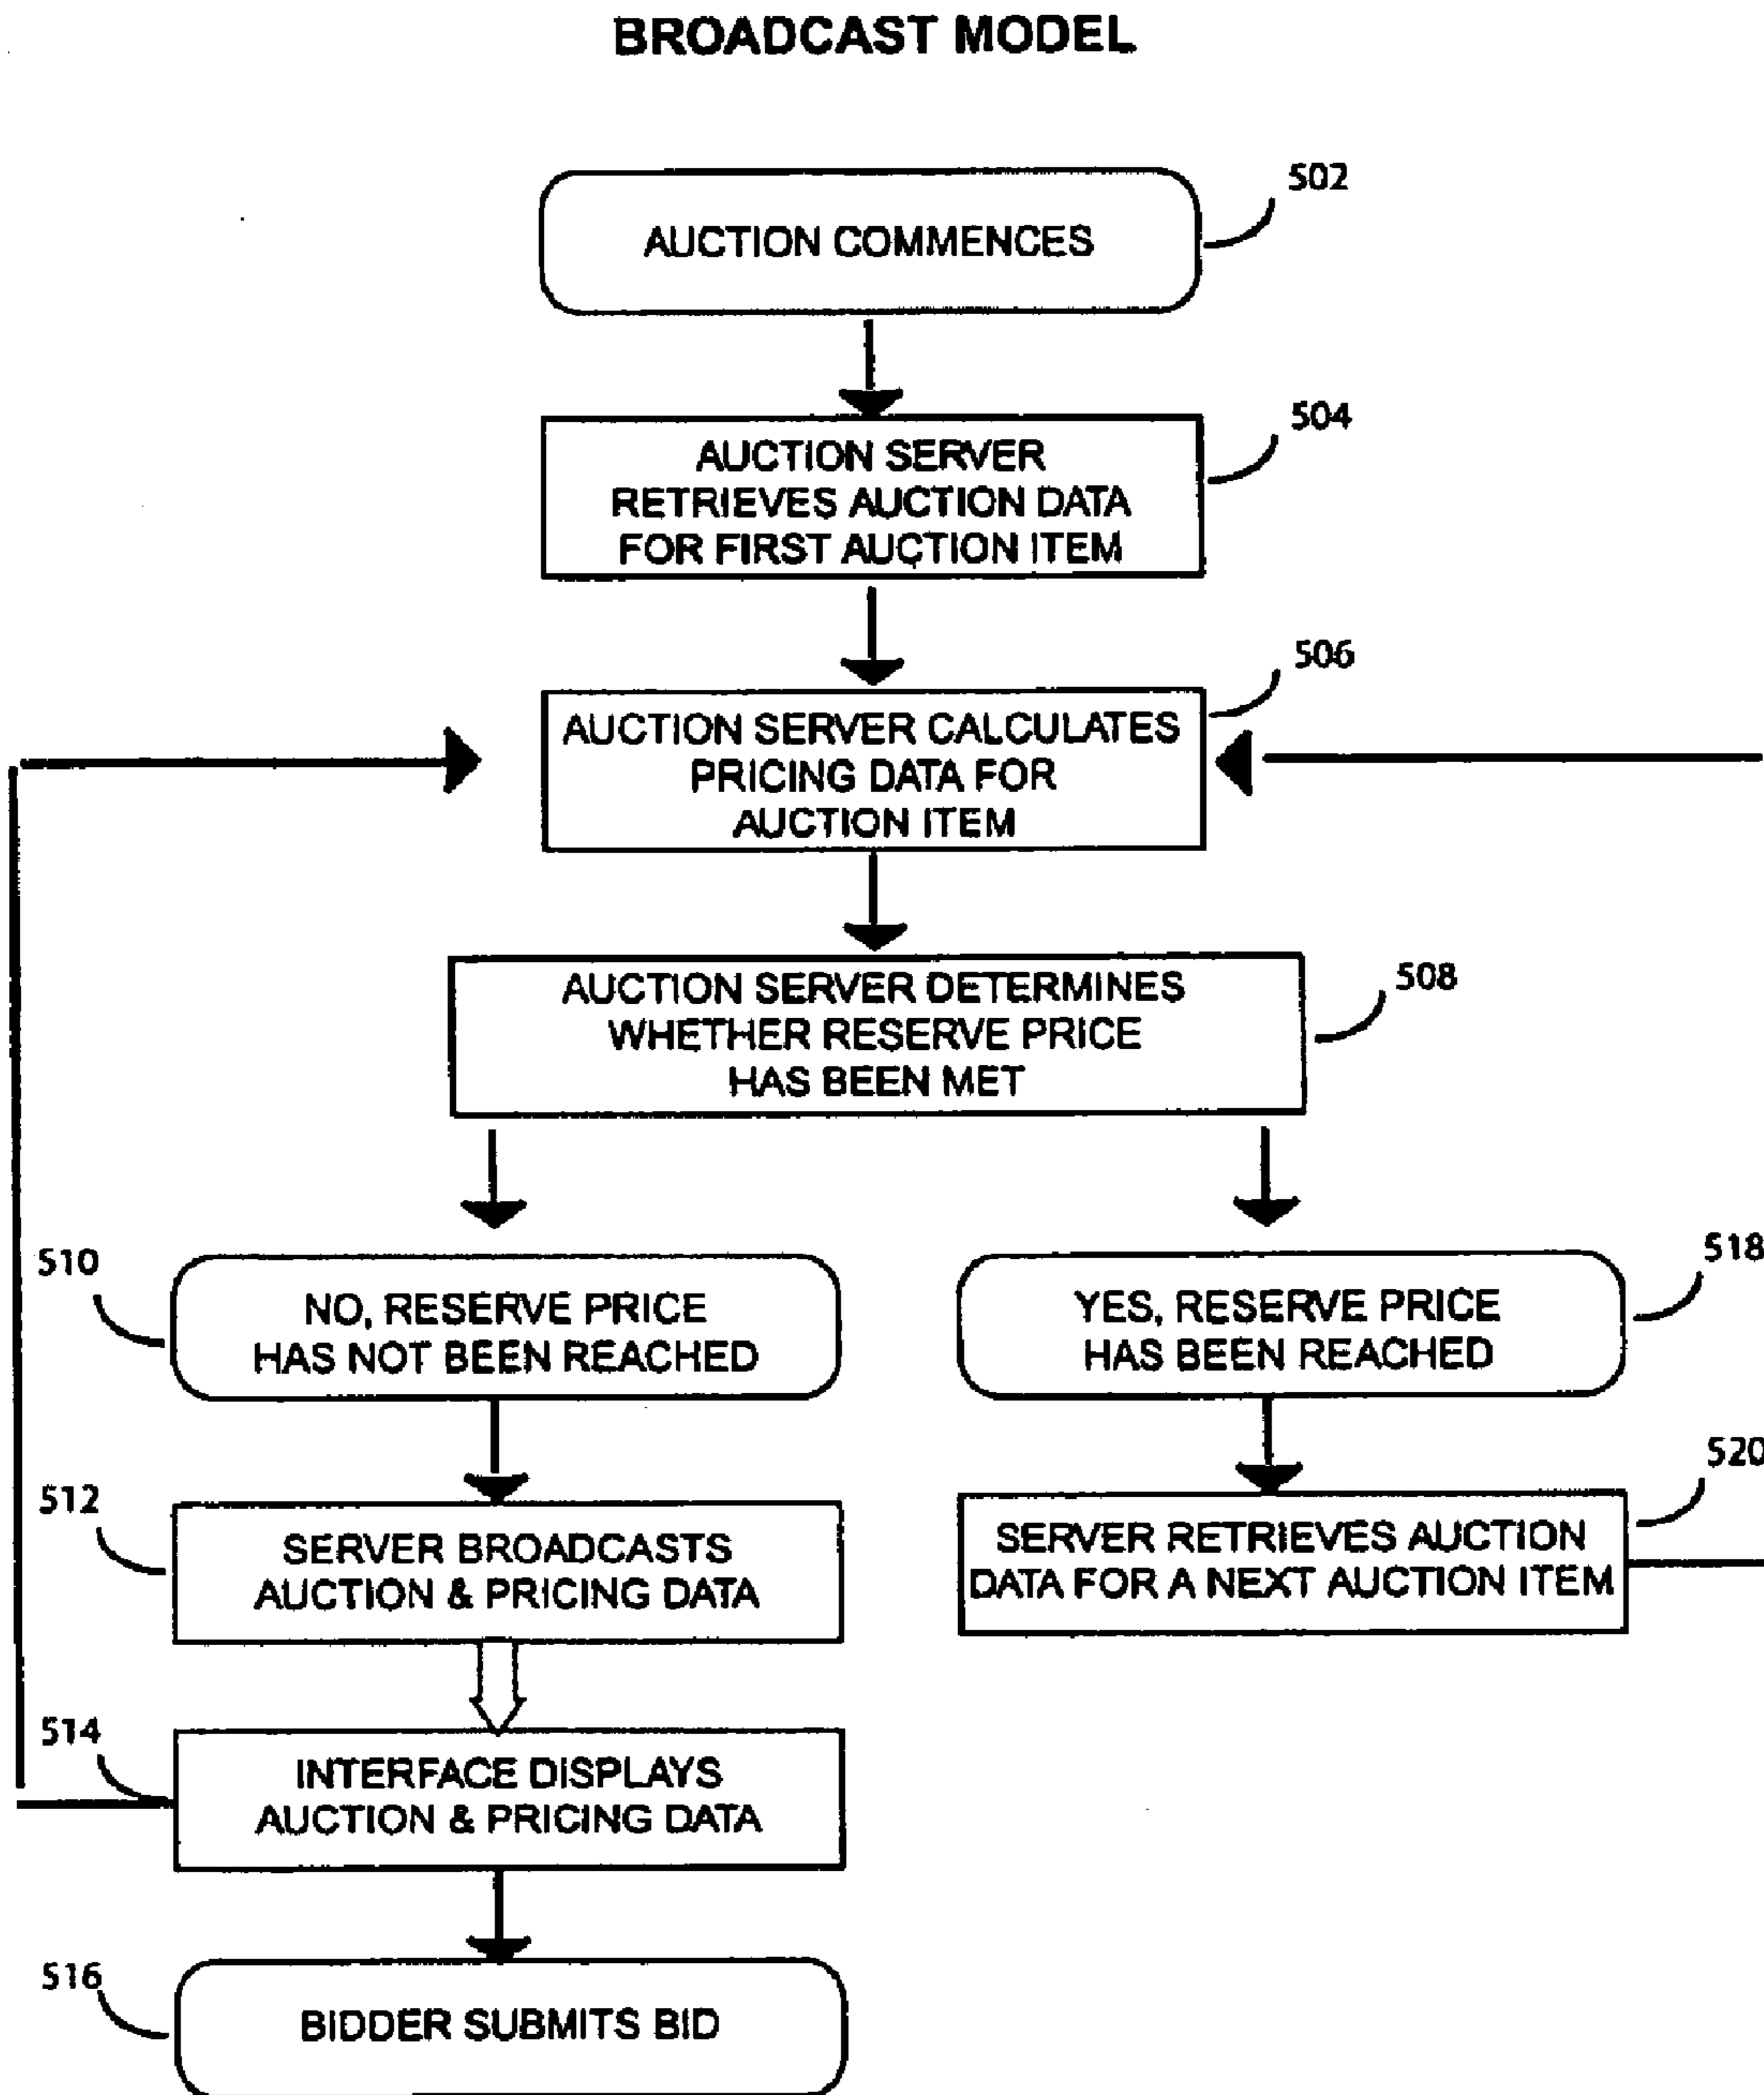 BROADCAST MODEL
502
AUCTION COMMENCES
504
AUCTION SERVER
RETRIEVES AUCTION DATA
FOR FIRST AUCTION ITEM
506
AUCTION SERVER CALCULATES
PRICING DATA FOR
AUCTION ITEM
508
AUCTION SERVER DETERMINES
WHETHER RESERVE PRICE
HAS BEEN MET
510
NO, RESERVE PRICE
HAS NOT BEEN REACHED
518
YES, RESERVE PRICE
HAS BEEN REACHED
512
SERVER BROADCASTS
AUCTION & PRICING DATA
520
SERVER RETRIEVES AUCTION
DATA FOR A NEXT AUCTION ITEM
514
INTERFACE DISPLAYS
AUCTION & PRICING DATA
516
BIDDER SUBMITS BID